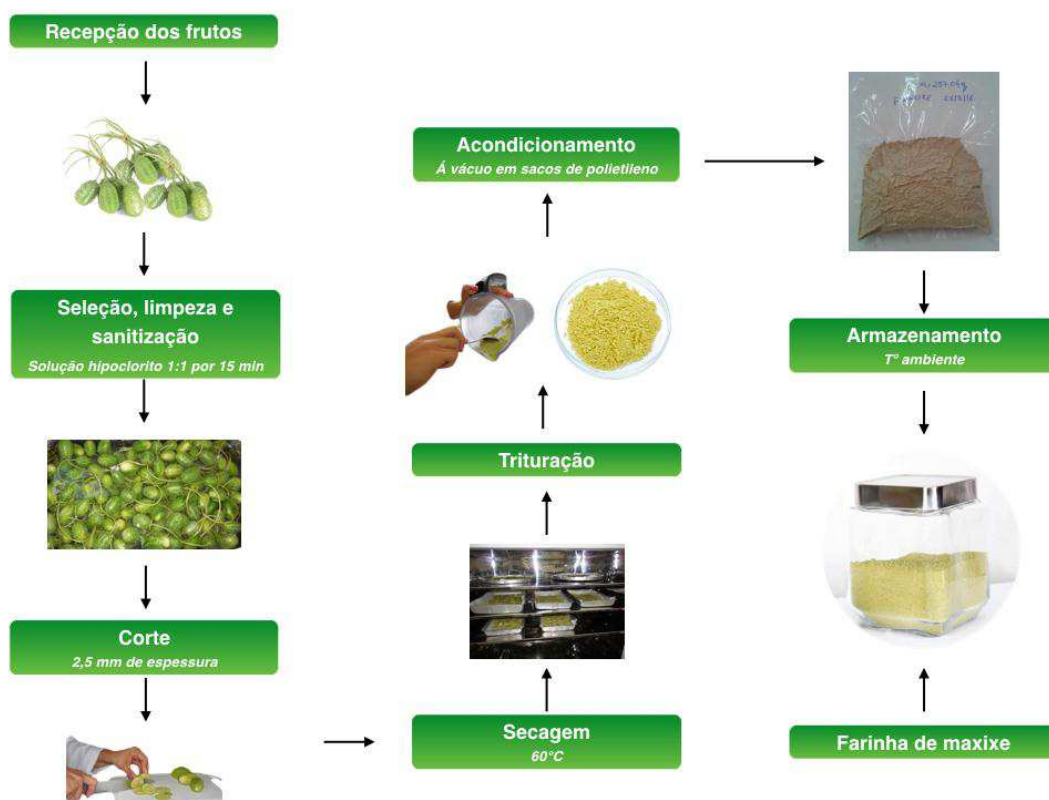 Recepção dos frutos
Seleção, limpeza e
sanitização
Solução hipoclorito 1:1 por 15 min
Corte
2,5 mm de espessura
Secagem
60°C
Trituração
Acondicionamento
Á vácuo em sacos de polietileno
Armazenamento
T° ambiente
Farinha de maxixe